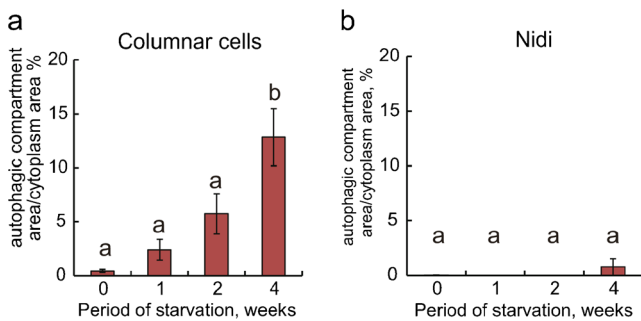 a
Columnar cells
autophagic compartment
area/cytoplasm area %
20
15
10
5
0
a
a
a
b
0 1 2 4
Period of starvation, weeks
b
Nidi
autophagic compartment
area/cytoplasm area, %
20
15
10
5
0
a a a a
0 1 2 4
Period of starvation, weeks